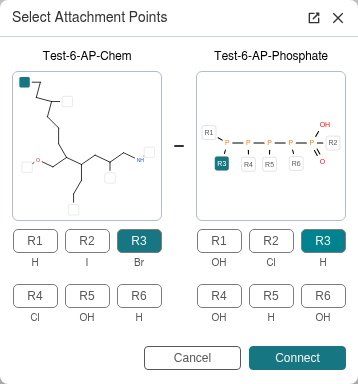 Select Attachment Points
Test-6-AP-Chem
Test-6-AP-Phosphate
O
NH
R1
P
P
P
P
P
OH
R2
O
R3
R4
R5
R6
R1
R2
R3
H
I
Br
R4
R5
R6
Cl
OH
H
R1
R2
R3
OH
Cl
H
R4
R5
R6
OH
H
OH
Cancel
Connect